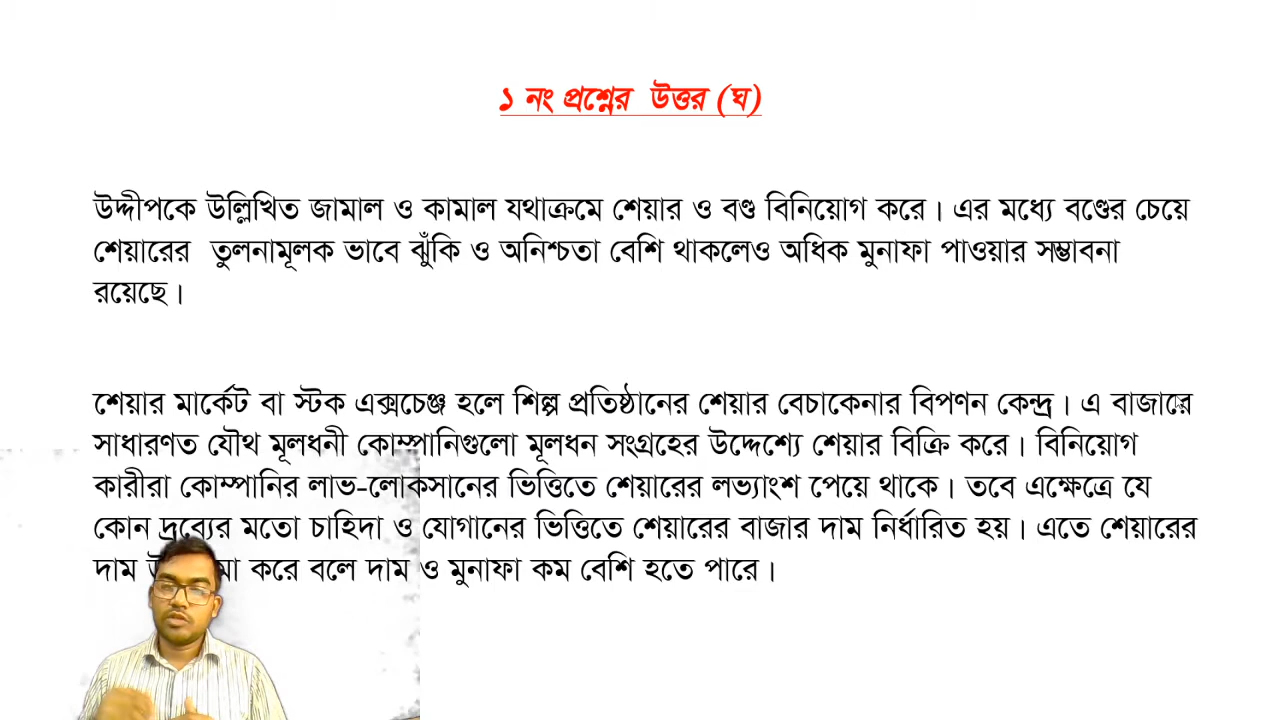 ১ নং প্রশ্নের উত্তর (ঘ)
উদ্দীপকে উল্লিখিত জামাল ও কামাল যথাক্রমে শেয়ার ও বণ্ড বিনিয়োগ করে। এর মধ্যে বণ্ডের চেয়ে
শেয়ারের তুলনামূলক ভাবে ঝুঁকি ও অনিশ্চতা বেশি থাকলেও অধিক মুনাফা পাওয়ার সম্ভাবনা
রয়েছে।
শেয়ার মার্কেট বা স্টক এক্সচেঞ্জ হলে শিল্প প্রতিষ্ঠানের শেয়ার বেচাকেনার বিপণন কেন্দ্র। এ বাজারে
সাধারণত যৌথ মূলধনী কোম্পানিগুলো মূলধন সংগ্রহের উদ্দেশ্যে শেয়ার বিক্রি করে। বিনিয়োগ
কারীরা কোম্পানির লাভ-লোকসানের ভিত্তিতে শেয়ারের লভ্যাংশ পেয়ে থাকে। তবে এক্ষেত্রে যে
কোন দ্রব্যের মতো চাহিদা ও যোগানের ভিত্তিতে শেয়ারের বাজার দাম নির্ধারিত হয়। এতে শেয়ারের
দাম করে বলে দাম ও মুনাফা কম বেশি হতে পারে।